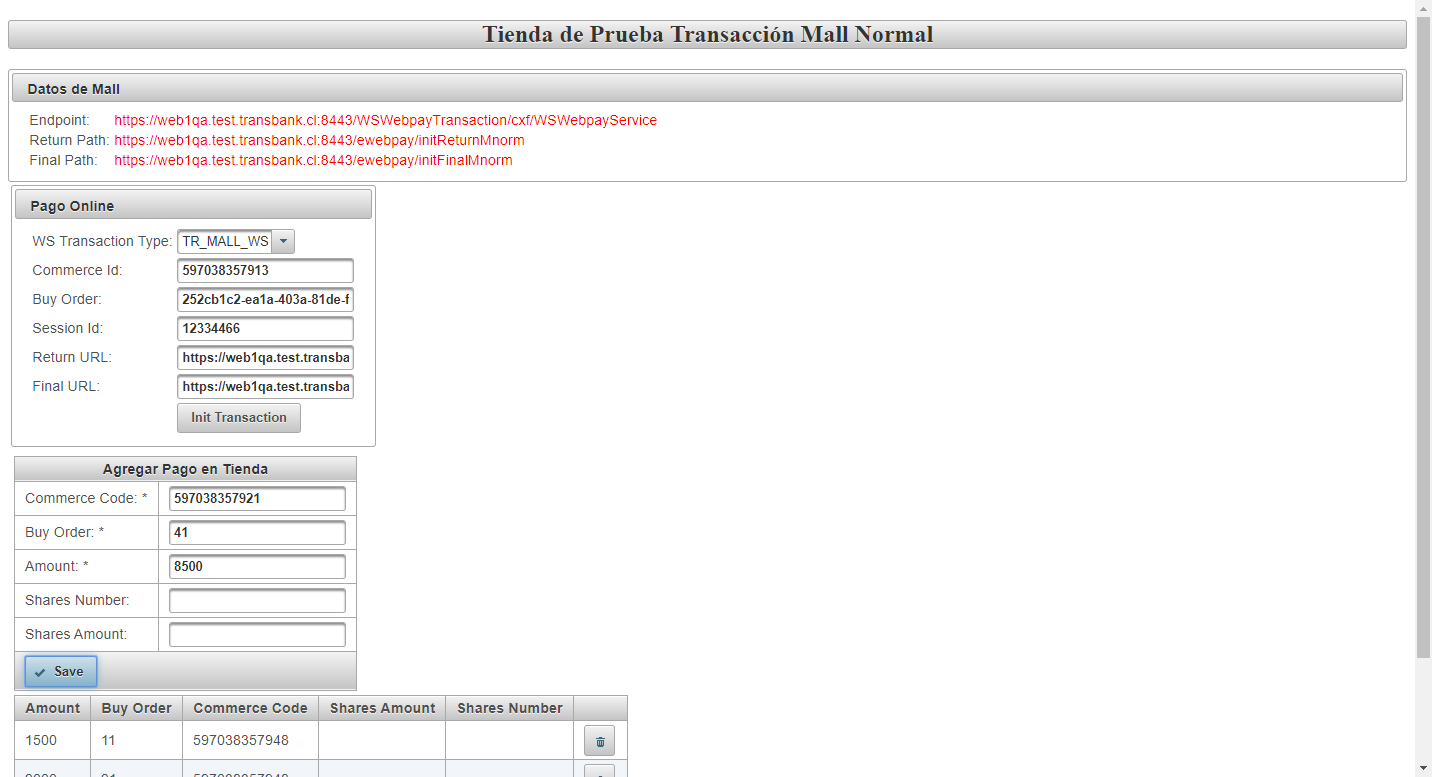 Tienda de Prueba Transacción Mall Normal
Datos de Mall
Endpoint: https://web1qa.test.transbank.cl:8443/WSWebpayTransaction/cxf/WSWebpayService
Return Path: https://web1qa.test.transbank.cl:8443/ewebpay/initReturnMnorm
Final Path: https://web1qa.test.transbank.cl:8443/ewebpay/initFinalMnorm
Pago Online
WS Transaction Type: TR_MALL_WS
Commerce Id: 597038357913
Buy Order: 252cb1c2-ea1a-403a-81de-f
Session Id: 12334466
Return URL: https://web1qa.test.transba
Final URL: https://web1qa.test.transba
Init Transaction
Agregar Pago en Tienda
Commerce Code: * 597038357921
Buy Order: * 41
Amount: * 8500
Shares Number:
Shares Amount:
Save
Amount Buy Order Commerce Code Shares Amount Shares Number
1500 11 597038357948